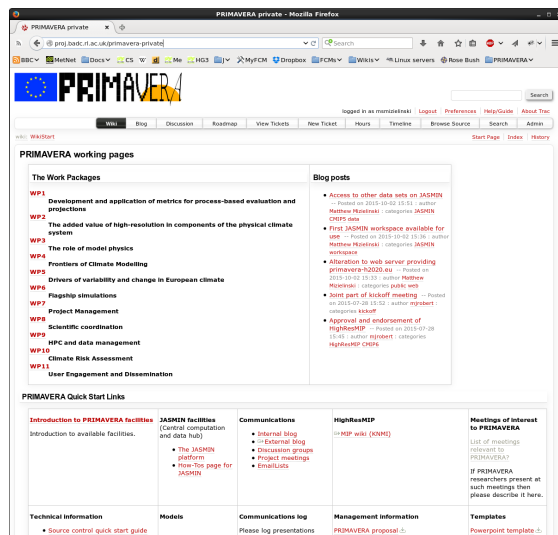 PRIMAVERA private - Mozilla Firefox
PRIMAVERA private
proj.badc.rl.ac.uk/primavera-private
Search
BBC MetNet Docs CS W Me HG3 J MyFCM Dropbox FCMs Wikis Linux servers Rose Bush PRIMAVERA
PRIMAVERA
Search
logged in as mmizielinski Logout Preferences Help/Guide About Trac
Wiki Blog Discussion Roadmap View Tickets New Ticket Hours Timeline Browse Source Search Admin
wiki: WikiStart
Start Page Index History
PRIMAVERA working pages
The Work Packages
WP1
Development and application of metrics for process-based evaluation and
projections
WP2
The added value of high-resolution in components of the physical climate
system
WP3
The role of model physics
WP4
Frontiers of Climate Modelling
WP5
Drivers of variability and change in European climate
WP6
Flagship simulations
WP7
Project Management
WP8
Scientific coordination
WP9
HPC and data management
WP10
Climate Risk Assessment
WP11
User Engagement and Dissemination
Blog posts
Access to other data sets on JASMIN
-- Posted on 2015-10-02 15:51 : author
Matthew Mizielinski : categories JASMIN
CMIP5 data
First JASMIN workspace available for
use -- Posted on 2015-10-02 15:36 : author
Matthew Mizielinski : categories JASMIN
workspace
Alteration to web server providing
primavera-h2020.eu -- Posted on
2015-10-02 15:33 : author Matthew
Mizielinski : categories public web
Joint part of kickoff meeting -- Posted
on 2015-07-28 15:52 : author mjrobert :
categories kickoff
Approval and endorsement of
HighResMIP -- Posted on 2015-07-28
15:45 : author mjrobert : categories
HighResMIP CMIP6
PRIMAVERA Quick Start Links
Introduction to PRIMAVERA facilities
Introduction to available facilities.
JASMIN facilities
(Central computation
and data hub)
The JASMIN
platform
How-Tos page for
JASMIN
Communications
Internal blog
External blog
Discussion groups
Project meetings
EmailLists
HighResMIP
MIP wiki (KNMI)
Meetings of interest
to PRIMAVERA
List of meetings
relevant to
PRIMAVERA?
If PRIMAVERA
researchers present at
such meetings then
please describe it here.
Technical information
Source control quick start guide
Models
Communications log
Please log presentations
Management information
PRIMAVERA proposal
Templates
Powerpoint template